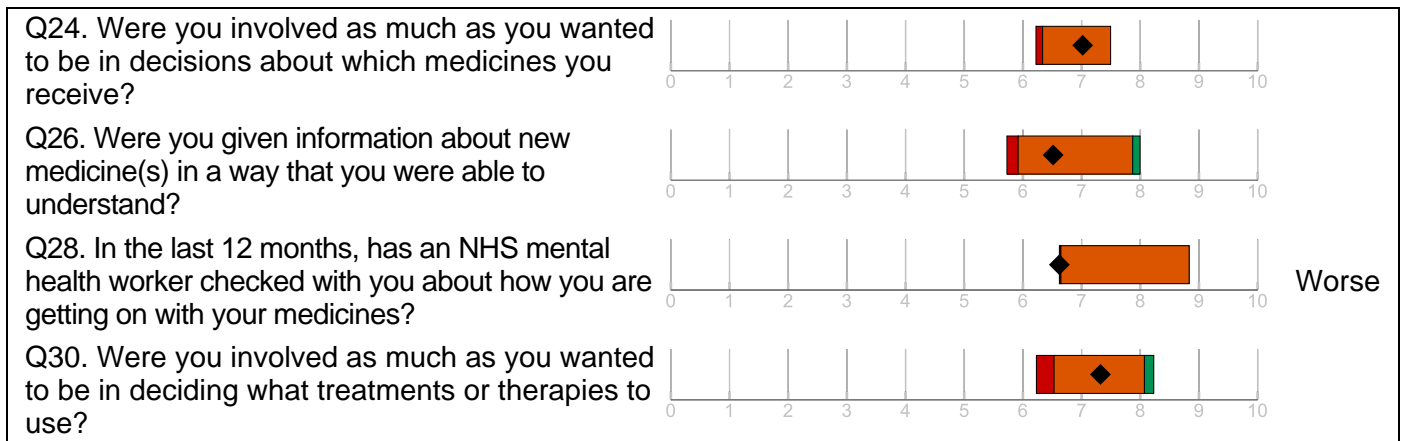 Q24. Were you involved as much as you wanted
to be in decisions about which medicines you
receive?
0 1 2 3 4 5 6 7 8 9 10
Q26. Were you given information about new
medicine(s) in a way that you were able to
understand?
0 1 2 3 4 5 6 7 8 9 10
Q28. In the last 12 months, has an NHS mental
health worker checked with you about how you are
getting on with your medicines?
0 1 2 3 4 5 6 7 8 9 10
Worse
Q30. Were you involved as much as you wanted
to be in deciding what treatments or therapies to
use?
0 1 2 3 4 5 6 7 8 9 10